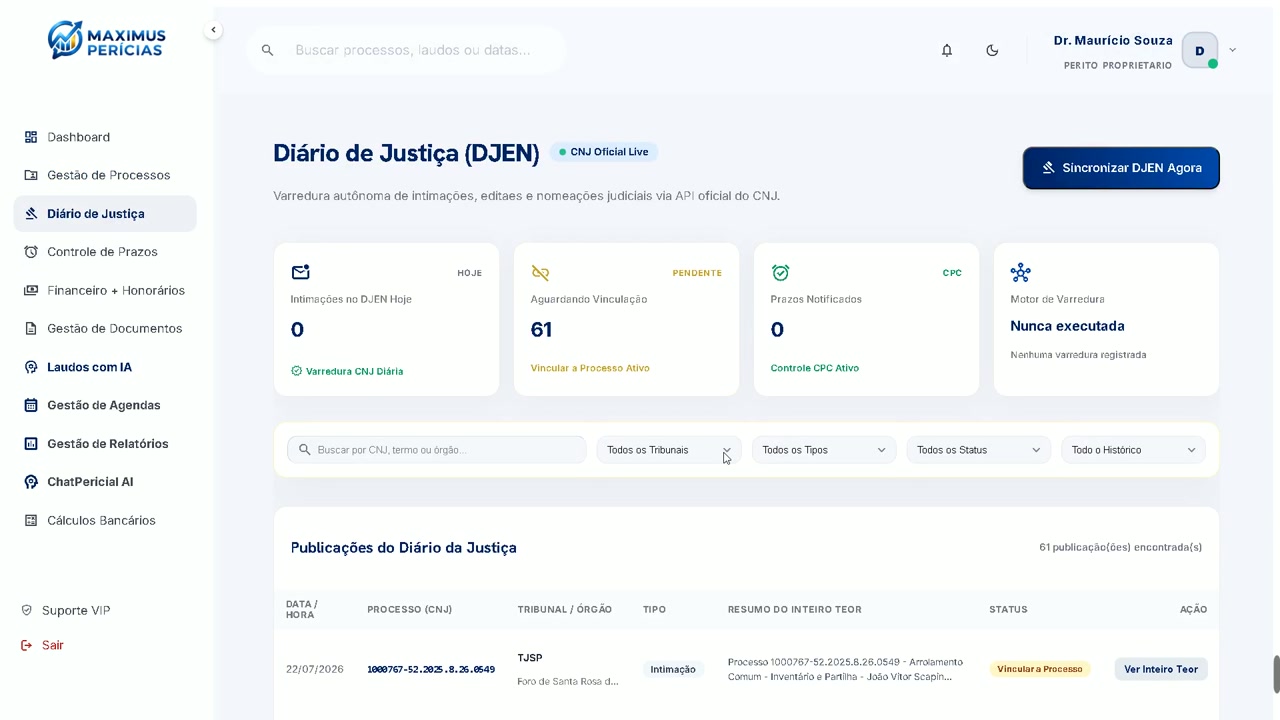 MAXIMUS
PERÍCIAS
Buscar processos, laudos ou datas...
Dr. Maurício Souza
PERITO PROPRIETARIO
D
Dashboard
Gestão de Processos
Diário de Justiça
Controle de Prazos
Financeiro + Honorários
Gestão de Documentos
Laudos com IA
Gestão de Agendas
Gestão de Relatórios
ChatPericial AI
Cálculos Bancários
Suporte VIP
Sair
Diário de Justiça (DJEN)
CNJ Oficial Live
Varredura autônoma de intimações, editaes e nomeações judiciais via API oficial do CNJ.
Sincronizar DJEN Agora
HOJE
Intimações no DJEN Hoje
0
Varredura CNJ Diária
PENDENTE
Aguardando Vinculação
61
Vincular a Processo Ativo
CPC
Prazos Notificados
0
Controle CPC Ativo
Motor de Varredura
Nunca executada
Nenhuma varredura registrada
Buscar por CNJ, termo ou órgão...
Todos os Tribunais
Todos os Tipos
Todos os Status
Todo o Histórico
Publicações do Diário da Justiça
61 publicação(ões) encontrada(s)
DATA /
HORA
PROCESSO (CNJ)
TRIBUNAL / ÓRGÃO
TIPO
RESUMO DO INTEIRO TEOR
STATUS
AÇÃO
22/07/2026
1000767-52.2025.8.26.0549
TJSP
Foro de Santa Rosa d...
Intimação
Processo 1000767-52.2025.8.26.0549 - Arrolamento
Comum - Inventário e Partilha - João Vitor Scapin...
Vincular a Processo
Ver Inteiro Teor